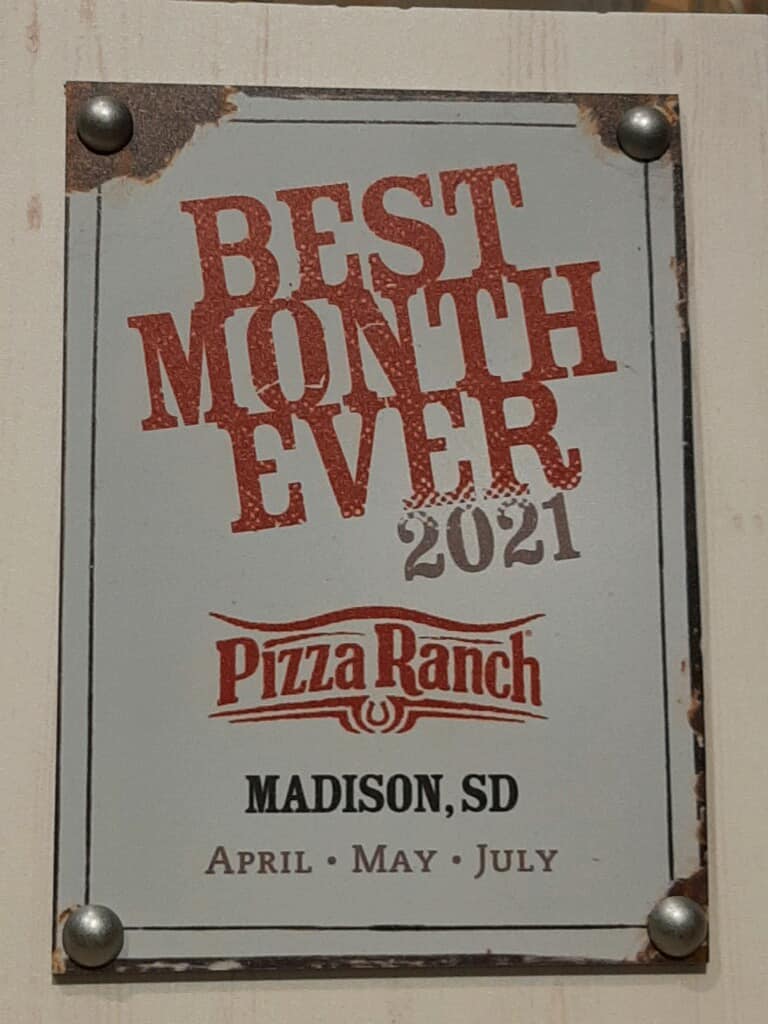 BEST
MONTH
EVER
2021
Pizza Ranch®
MADISON, SD
APRIL • MAY • JULY